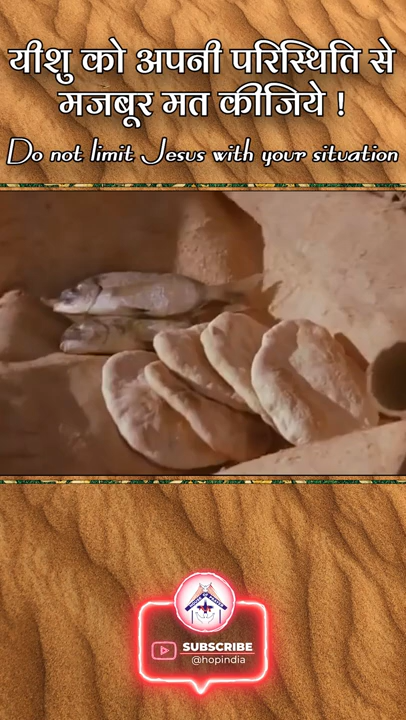 यीशु को अपनी परिस्थिति से
मजबूर मत कीजिये !
Do not limit Jesus with your situation
SUBSCRIBE
@hopindia